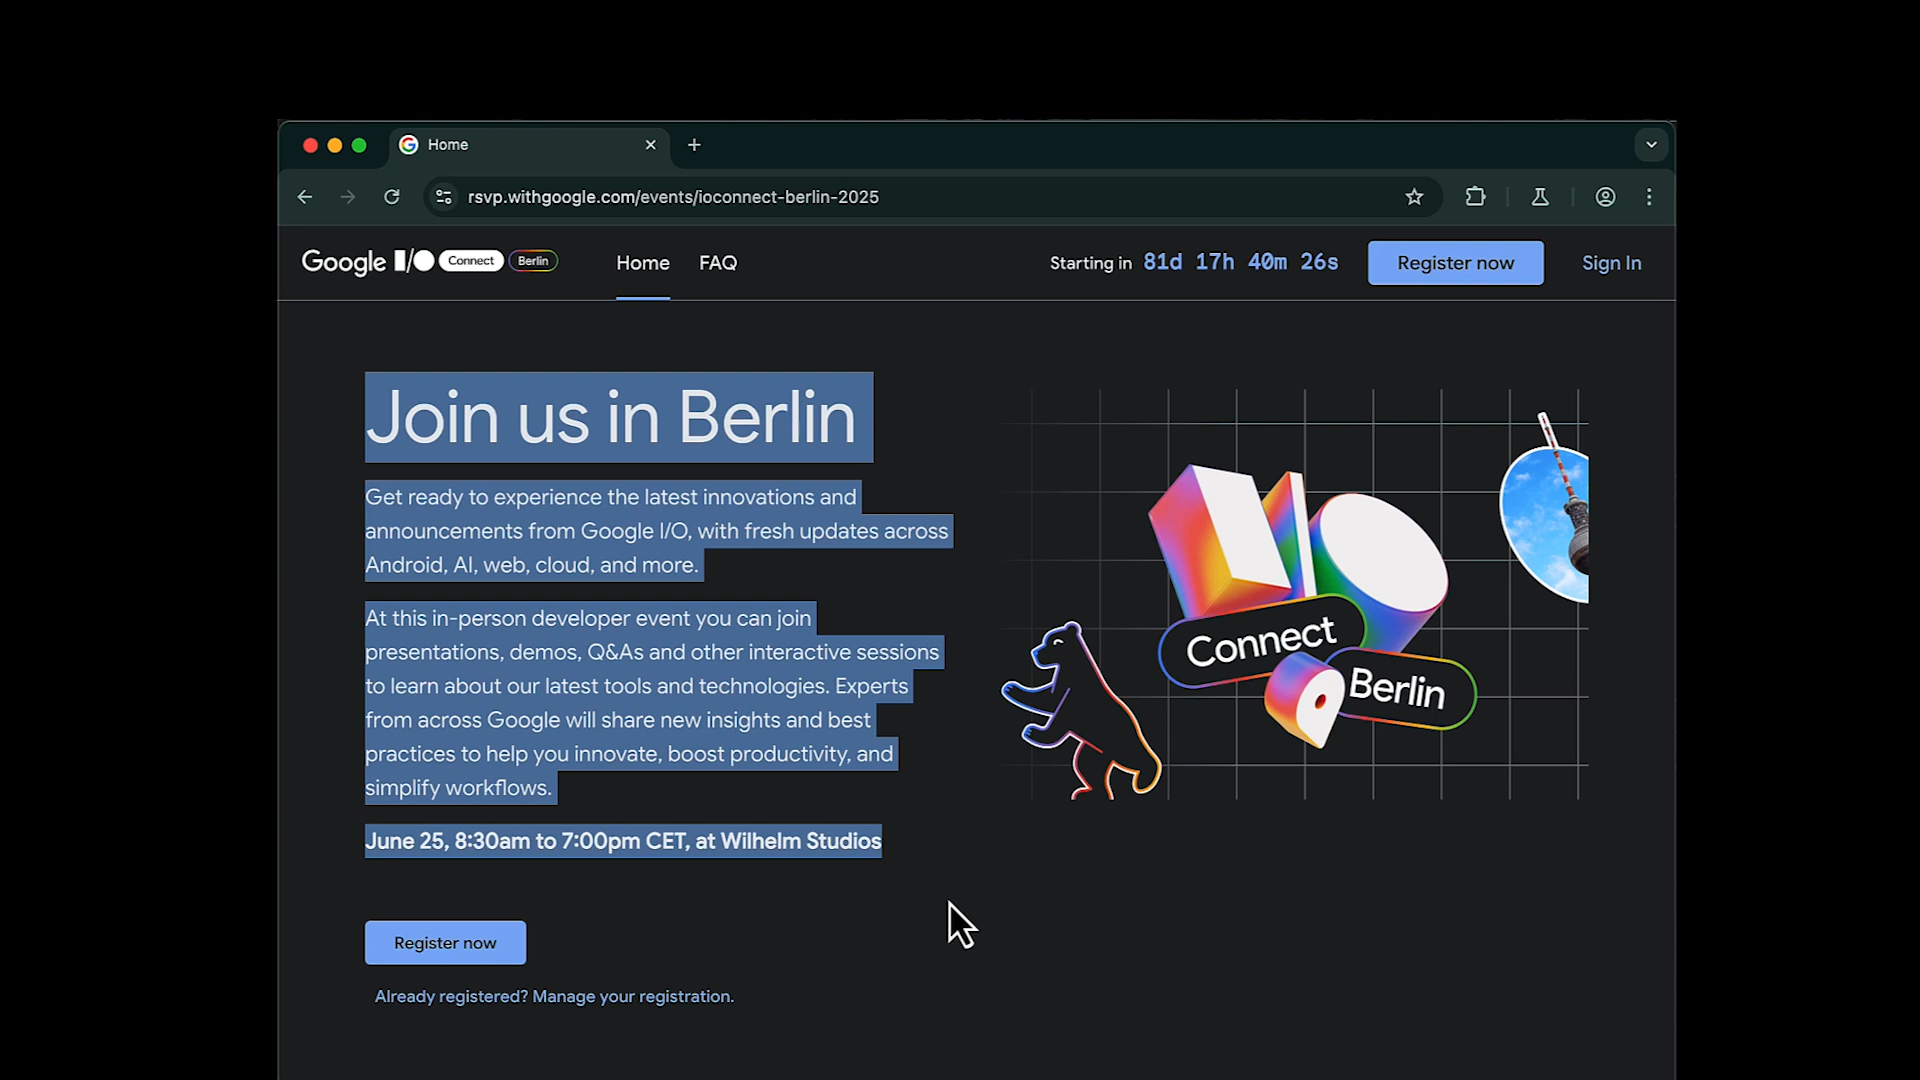 Home
rsvp.withgoogle.com/events/ioconnect-berlin-2025
Google I/O Connect Berlin
Home
FAQ
Starting in 81d 17h 40m 26s
Register now
Sign In
Join us in Berlin
Get ready to experience the latest innovations and
announcements from Google I/O, with fresh updates across
Android, AI, web, cloud, and more.
At this in-person developer event you can join
presentations, demos, Q&As and other interactive sessions
to learn about our latest tools and technologies. Experts
from across Google will share new insights and best
practices to help you innovate, boost productivity, and
simplify workflows.
June 25, 8:30am to 7:00pm CET, at Wilhelm Studios
Register now
Already registered? Manage your registration.
I/O
Connect
Berlin